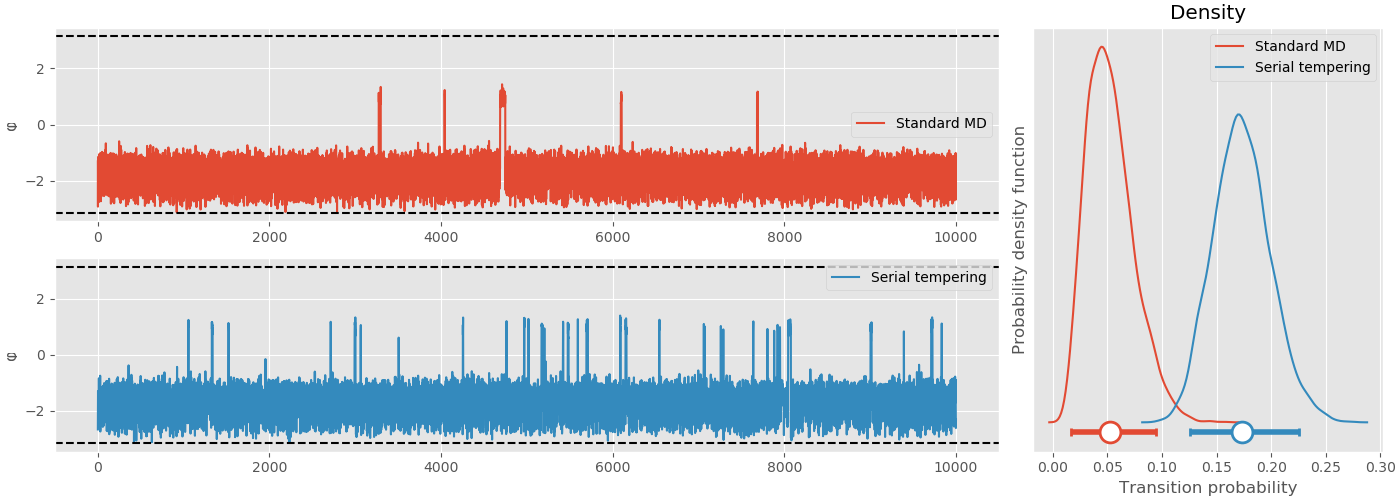 2
0
−2
φ
Standard MD
0
2000
4000
6000
8000
10000
2
0
−2
φ
Serial tempering
0
2000
4000
6000
8000
10000
Density
Standard MD
Serial tempering
Probability density function
0.00
0.05
0.10
0.15
0.20
0.25
0.30
Transition probability